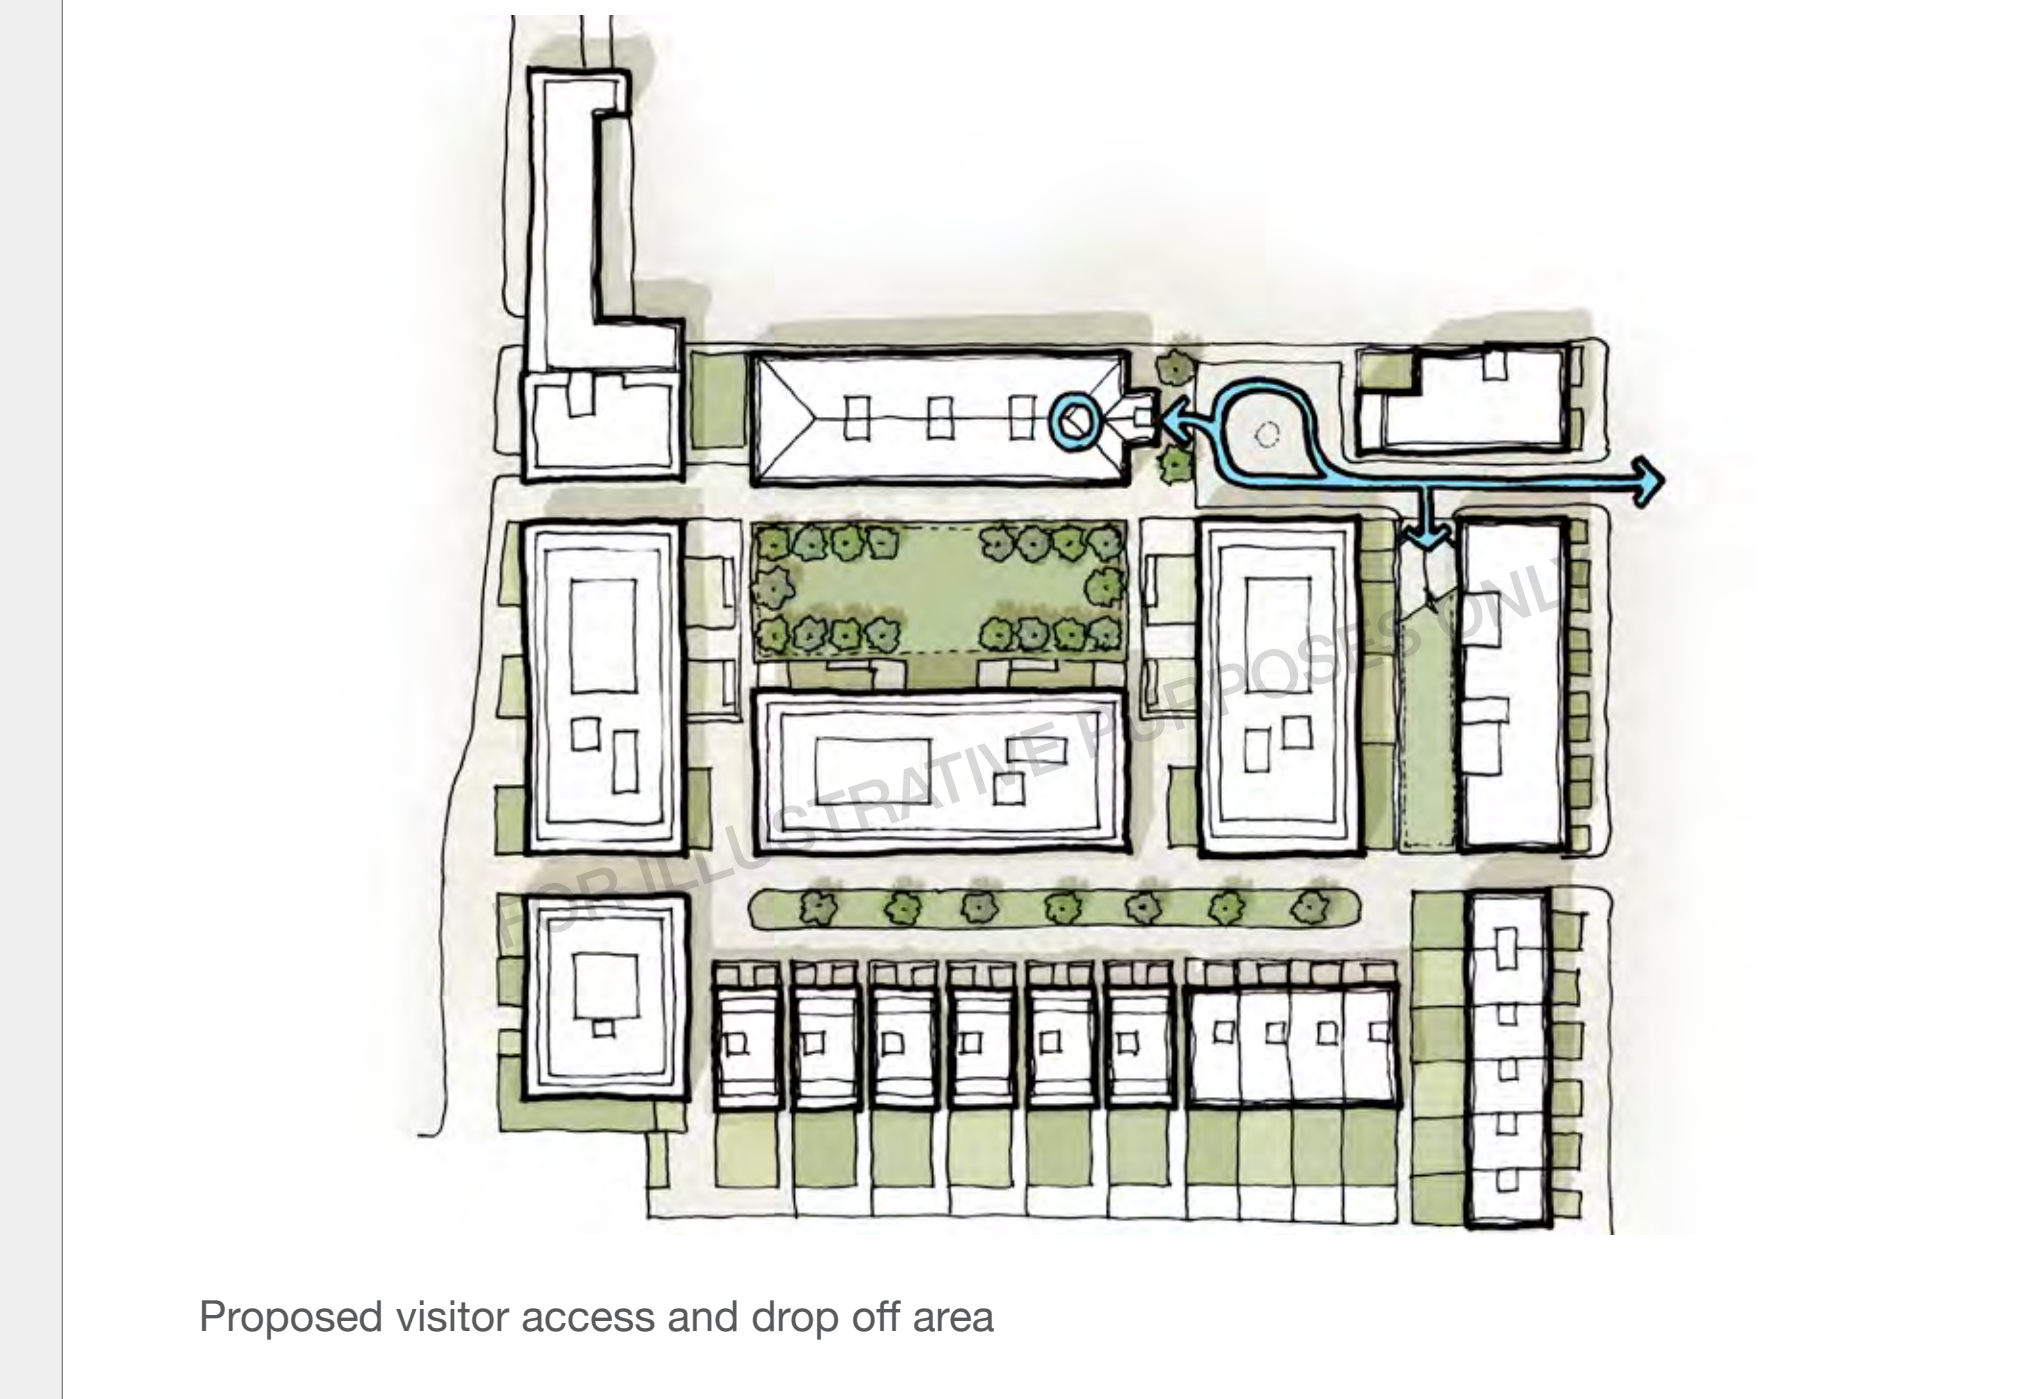 FOR ILLUSTRATIVE PURPOSES ONLY
Proposed visitor access and drop off area